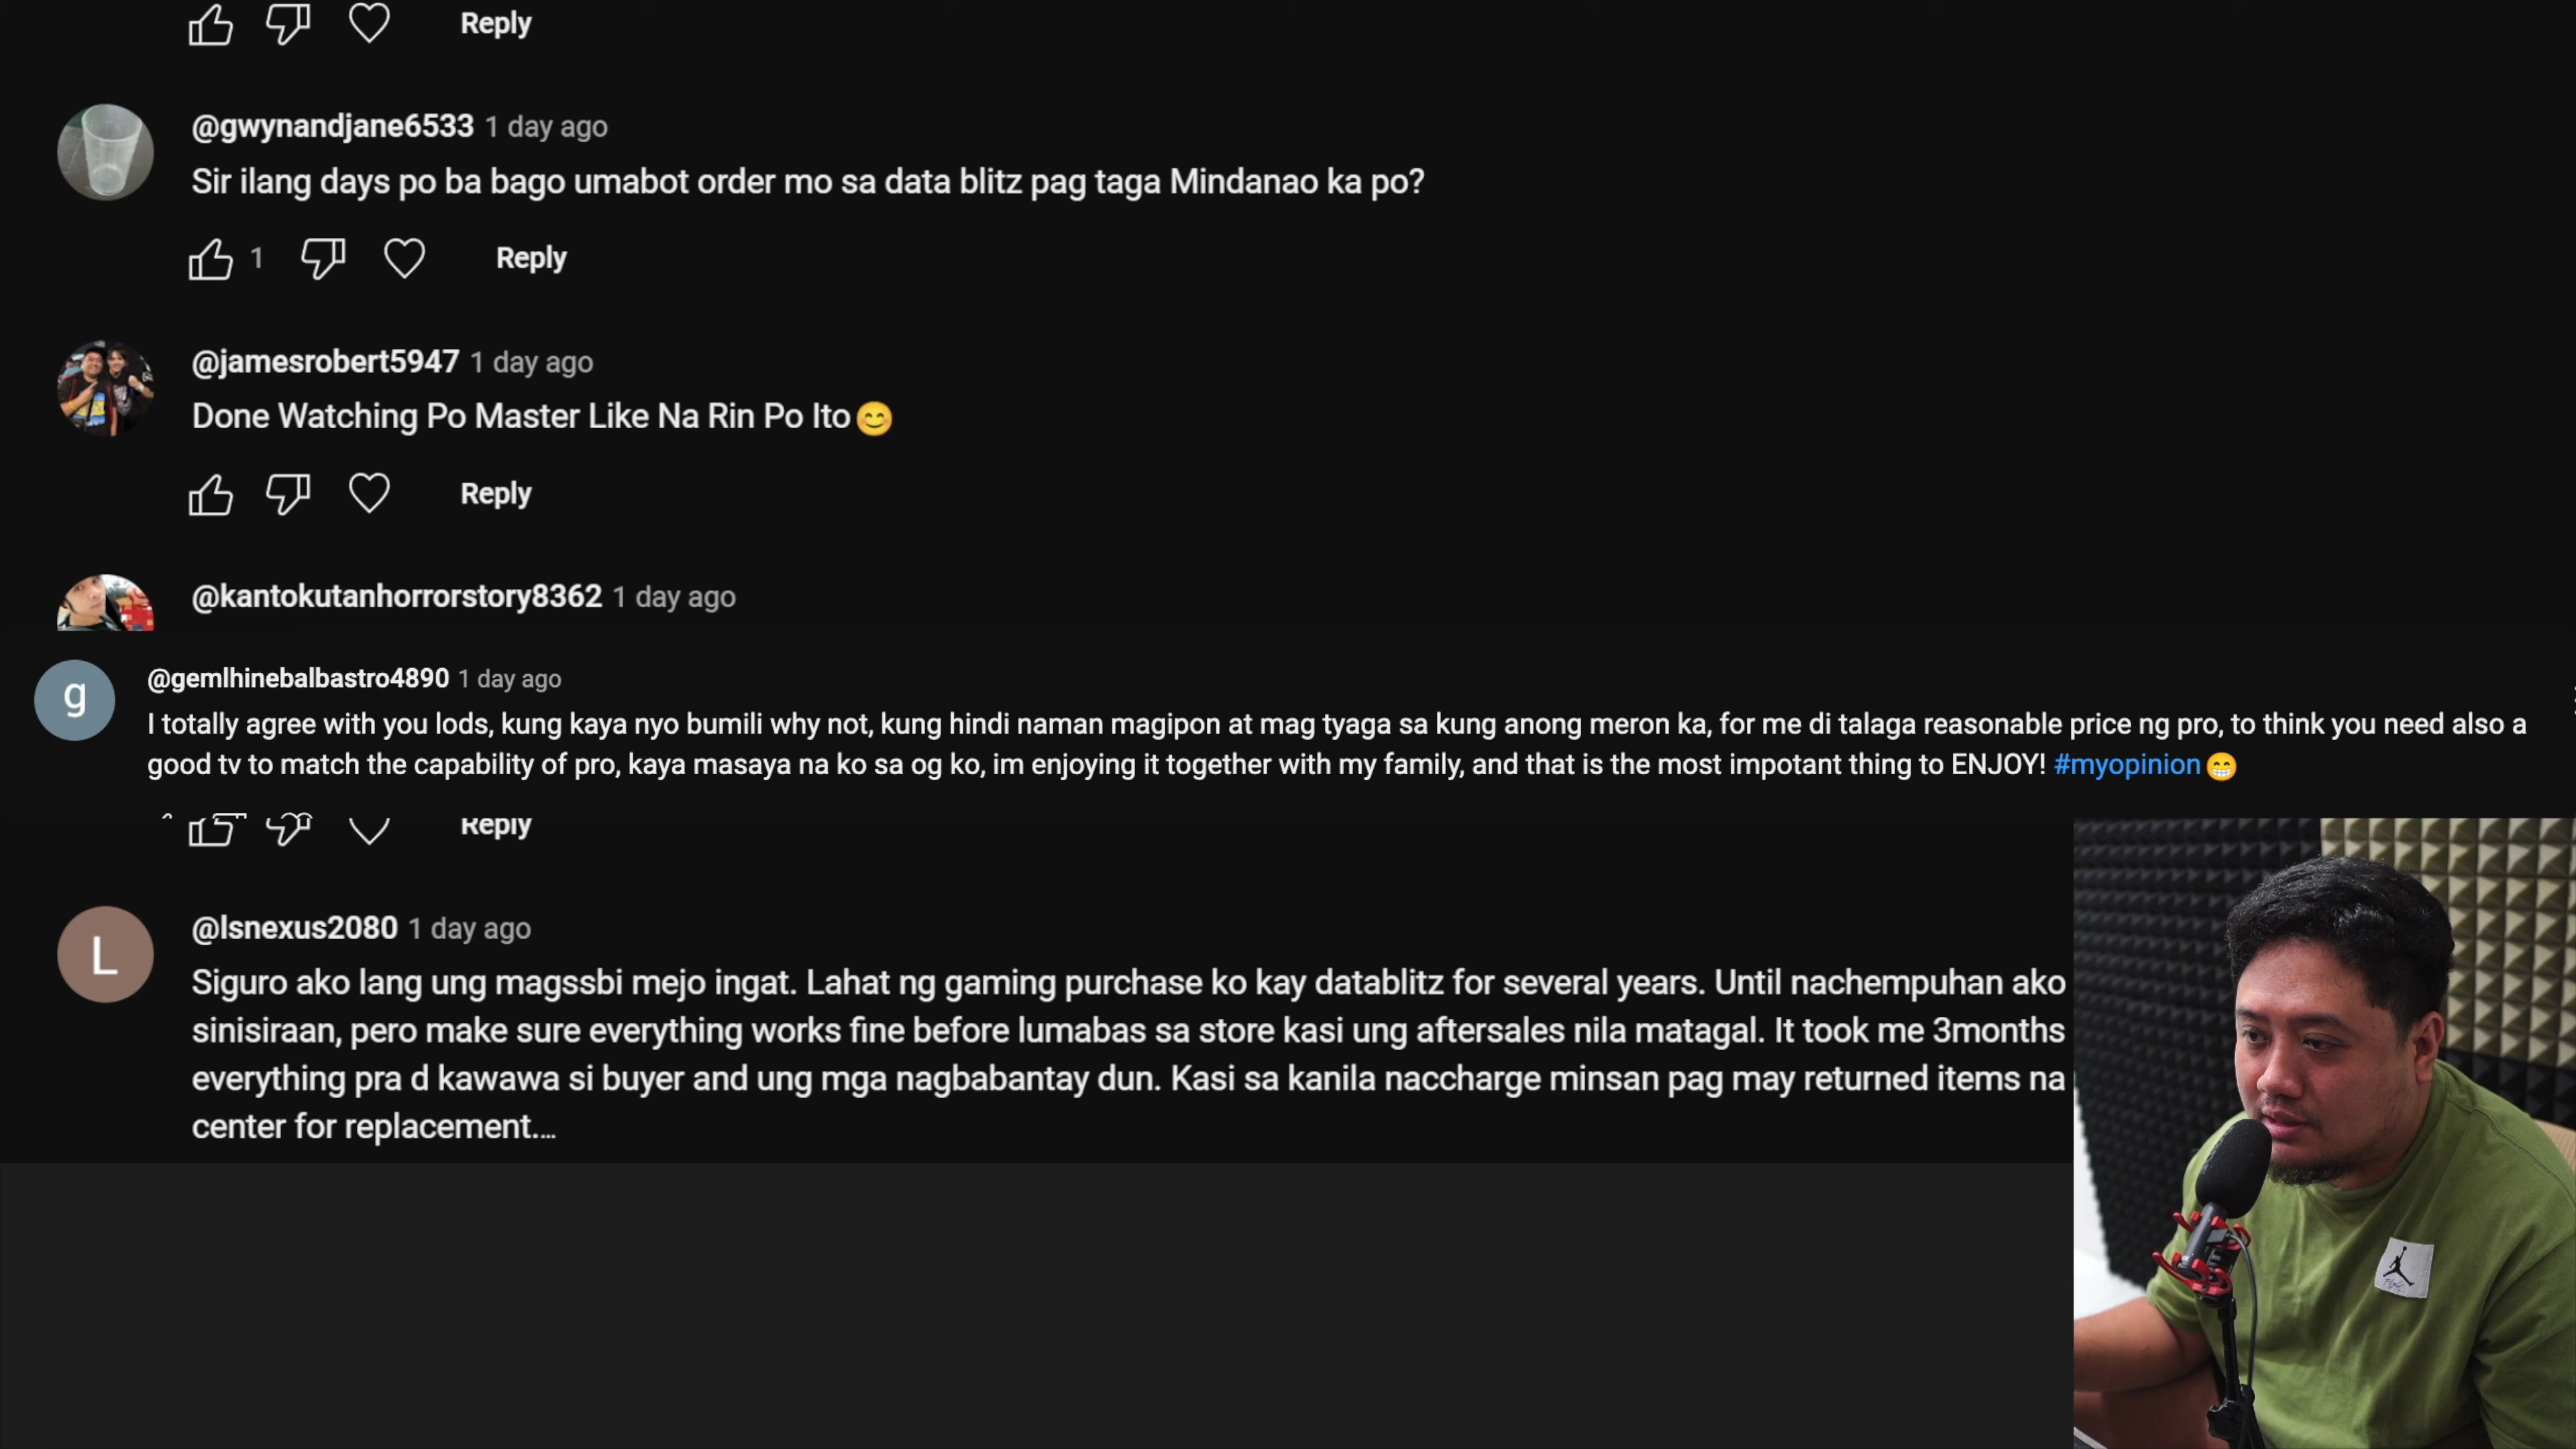 Reply
@gwynandjane6533 1 day ago
Sir ilang days po ba bago umabot order mo sa data blitz pag taga Mindanao ka po?
1 Reply
@jamesrobert5947 1 day ago
Done Watching Po Master Like Na Rin Po Ito😊
Reply
@kantokutanhorrorstory8362 1 day ago
g
@gemlhinebalbastro4890 1 day ago
I totally agree with you lods, kung kaya nyo bumili why not, kung hindi naman magipon at mag tyaga sa kung anong meron ka, for me di talaga reasonable price ng pro, to think you need also a
good tv to match the capability of pro, kaya masaya na ko sa og ko, im enjoying it together with my family, and that is the most impotant thing to ENJOY! #myopinion😁
Reply
L
@lsnexus2080 1 day ago
Siguro ako lang ung magssbi mejo ingat. Lahat ng gaming purchase ko kay datablitz for several years. Until nachempuhan ako
sinisiraan, pero make sure everything works fine before lumabas sa store kasi ung aftersales nila matagal. It took me 3months
everything pra d kawawa si buyer and ung mga nagbabantay dun. Kasi sa kanila naccharge minsan pag may returned items na
center for replacement....